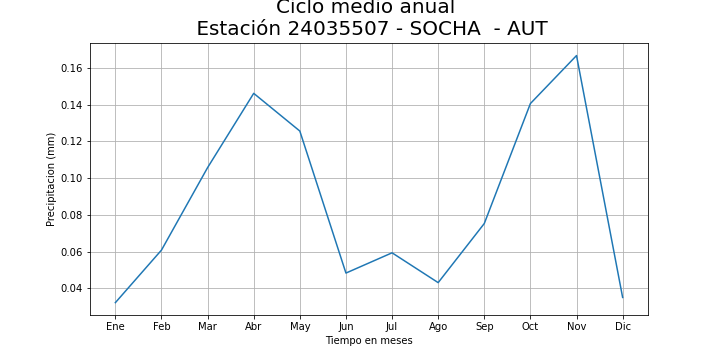 Ciclo medio anual
Estación 24035507 - SOCHA  - AUT
0.16
0.14
0.12
0.10
0.08
0.06
0.04
Precipitacion (mm)
Ene Feb Mar Abr May Jun Jul Ago Sep Oct Nov Dic
Tiempo en meses